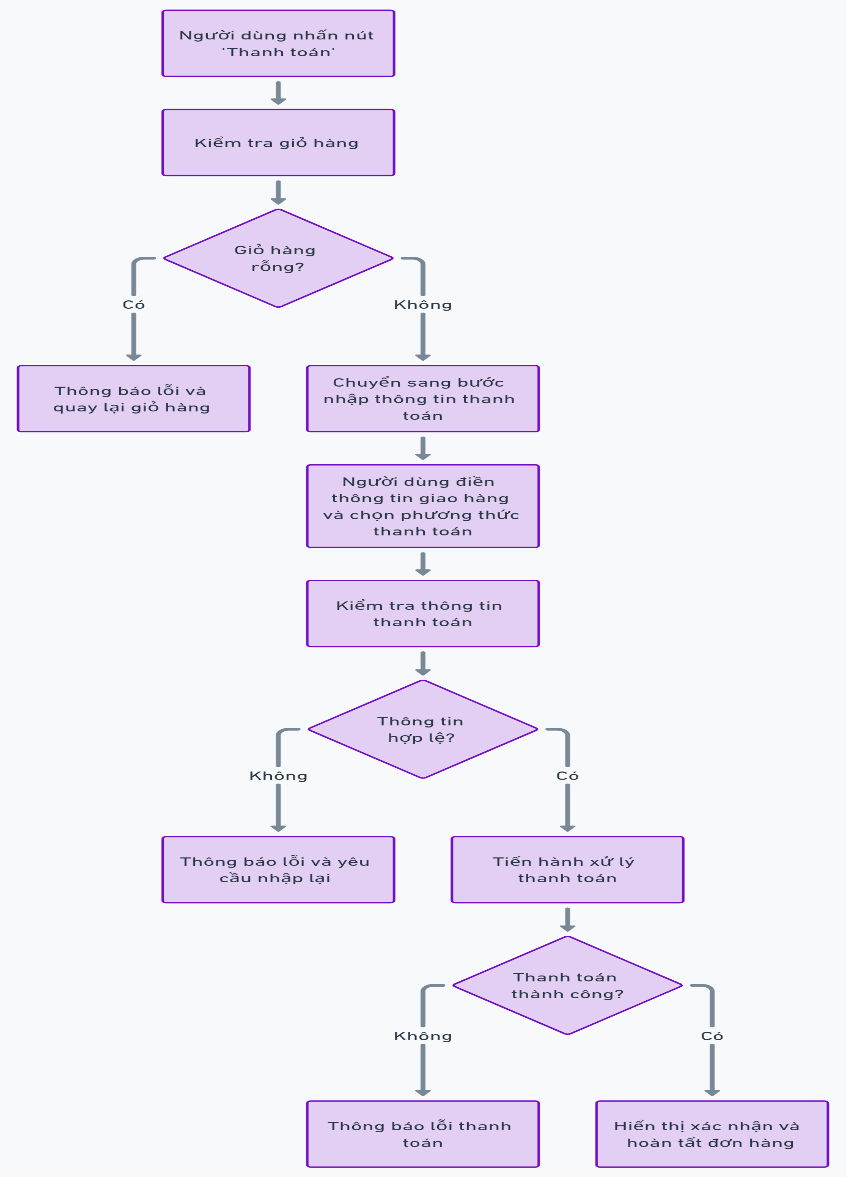 Người dùng nhấn nút
'Thanh toán'
Kiểm tra giỏ hàng
Giỏ hàng
rỗng?
Có
Không
Thông báo lỗi và
quay lại giỏ hàng
Chuyển sang bước
nhập thông tin thanh
toán
Người dùng điền
thông tin giao hàng
và chọn phương thức
thanh toán
Kiểm tra thông tin
thanh toán
Thông tin
hợp lệ?
Không
Có
Thông báo lỗi và yêu
cầu nhập lại
Tiến hành xử lý
thanh toán
Thanh toán
thành công?
Không
Có
Thông báo lỗi thanh
toán
Hiển thị xác nhận và
hoàn tất đơn hàng